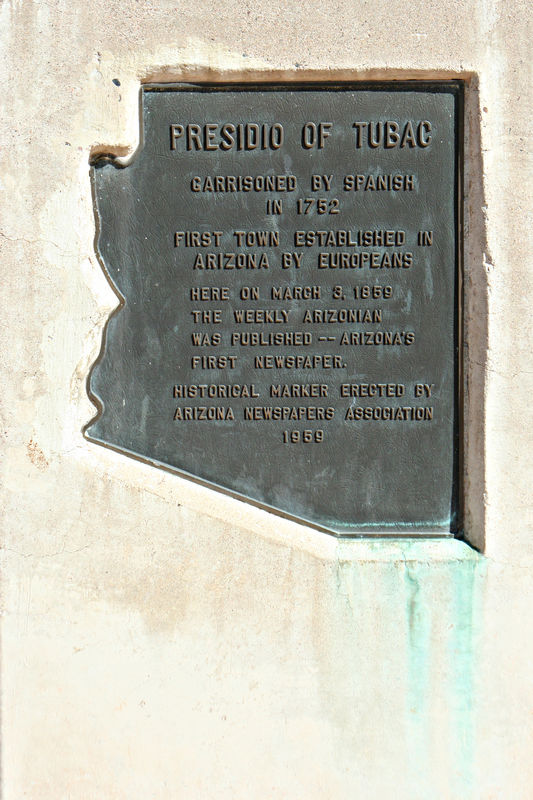 PRESIDIO OF TUBAC
GARRISONED BY SPANISH
IN 1752
FIRST TOWN ESTABLISHED IN
ARIZONA BY EUROPEANS
HERE ON MARCH 3, 1859
THE WEEKLY ARIZONIAN
WAS PUBLISHED -- ARIZONA'S
FIRST NEWSPAPER.
HISTORICAL MARKER ERECTED BY
ARIZONA NEWSPAPERS ASSOCIATION
1959